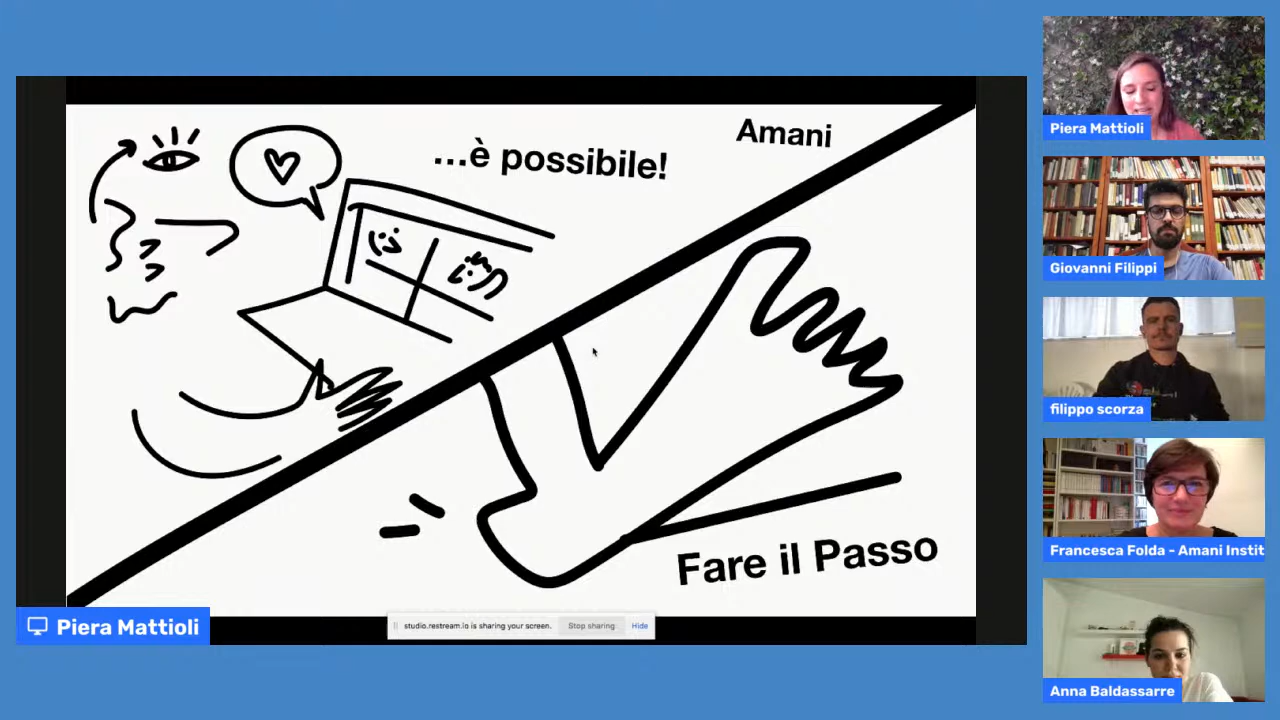 Amani
...è possibile!
Fare il Passo
Piera Mattioli
studio.restream.io is sharing your screen.
Stop sharing
Hide
Piera Mattioli
Giovanni Filippi
filippo scorza
Francesca Folda - Amani Instit
Anna Baldassarre